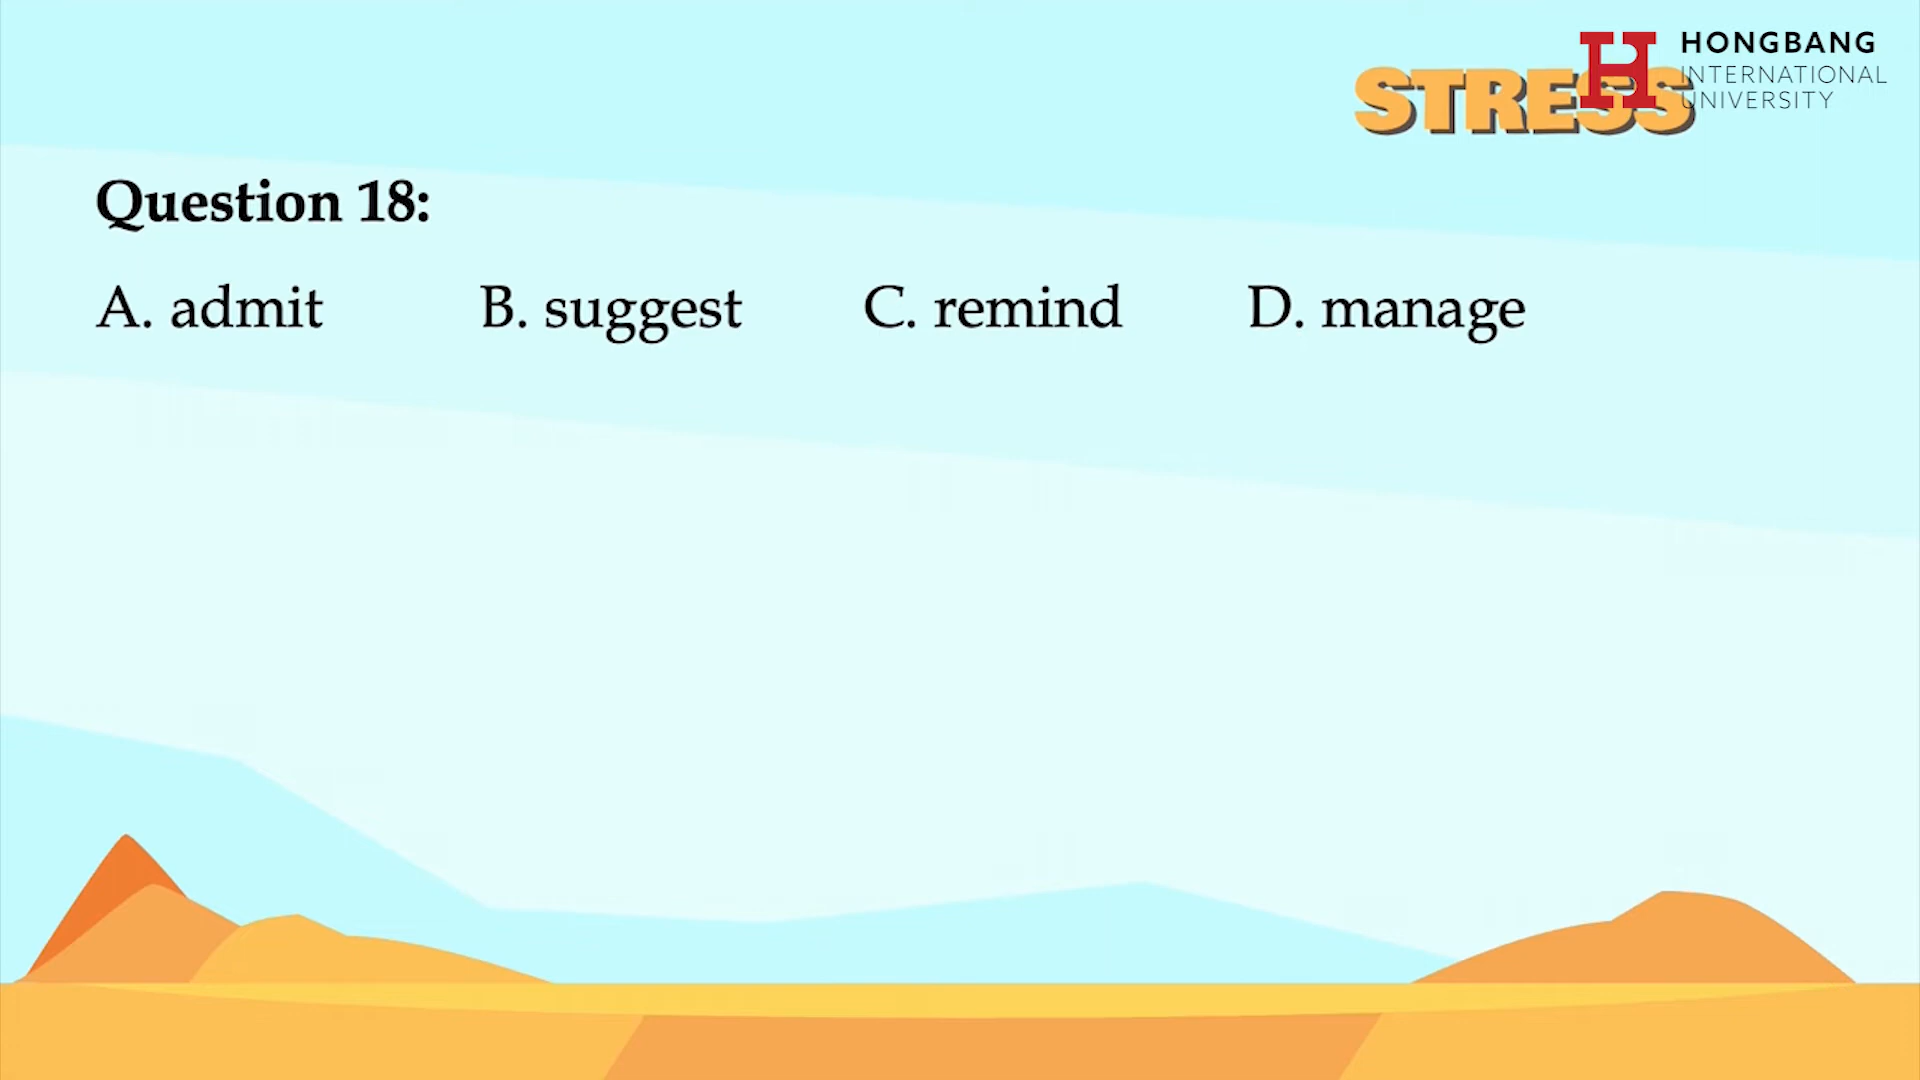 HONGBANG
INTERNATIONAL
UNIVERSITY
STRESS
Question 18:
A. admit B. suggest C. remind D. manage